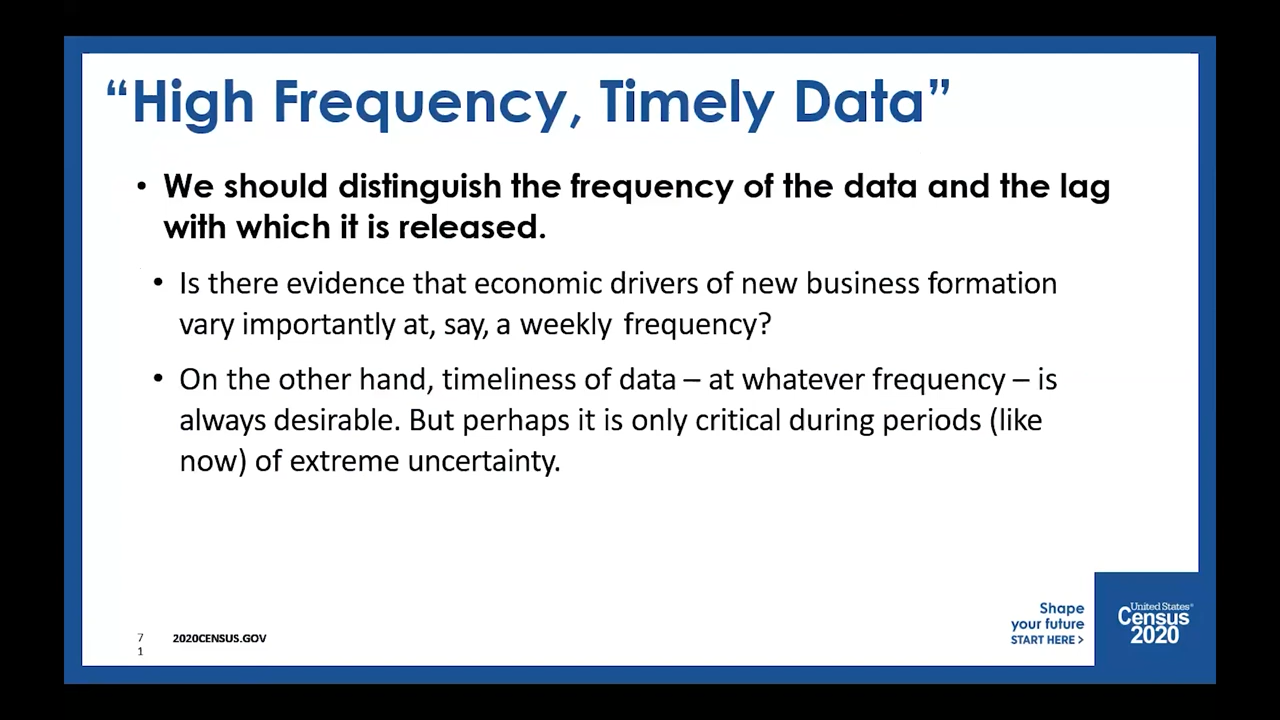 “High Frequency, Timely Data”
• We should distinguish the frequency of the data and the lag
with which it is released.
• Is there evidence that economic drivers of new business formation
vary importantly at, say, a weekly frequency?
• On the other hand, timeliness of data – at whatever frequency – is
always desirable. But perhaps it is only critical during periods (like
now) of extreme uncertainty.
7
1
2020CENSUS.GOV
Shape
your future
START HERE >
United States®
Census
2020